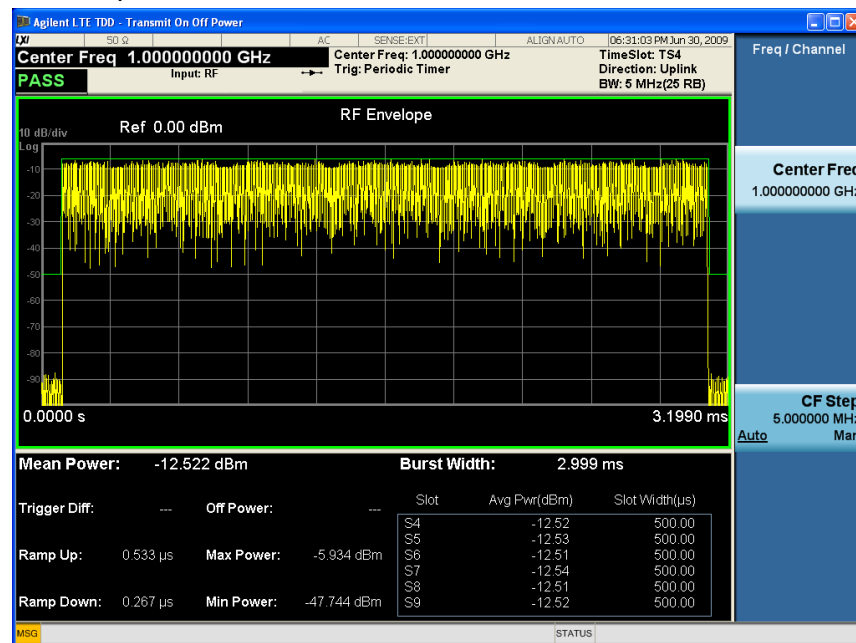 Agilent LTE TDD - Transmit On Off Power
LXI 50 Ω AC SENSE:EXT ALIGN AUTO 06:31:03 PM Jun 30, 2009
Center Freq 1.000000000 GHz Center Freq: 1.000000000 GHz TimeSlot: TS4 Freq / Channel
Input: RF Trig: Periodic Timer Direction: Uplink
PASS BW: 5 MHz(25 RB)
RF Envelope
10 dB/div Ref 0.00 dBm
Log
-10
-20
-30
-40
-50
-60
-70
-80
-90
0.0000 s 3.1990 ms
Center Freq
1.000000000 GHz
CF Step
5.000000 MHz
Auto Man
Mean Power: -12.522 dBm Burst Width: 2.999 ms
Trigger Diff: --- Off Power: ---
Ramp Up: 0.533 µs Max Power: -5.934 dBm
Ramp Down: 0.267 µs Min Power: -47.744 dBm
Slot Avg Pwr(dBm) Slot Width(µs)
S4 -12.52 500.00
S5 -12.53 500.00
S6 -12.51 500.00
S7 -12.54 500.00
S8 -12.51 500.00
S9 -12.52 500.00
MSG STATUS